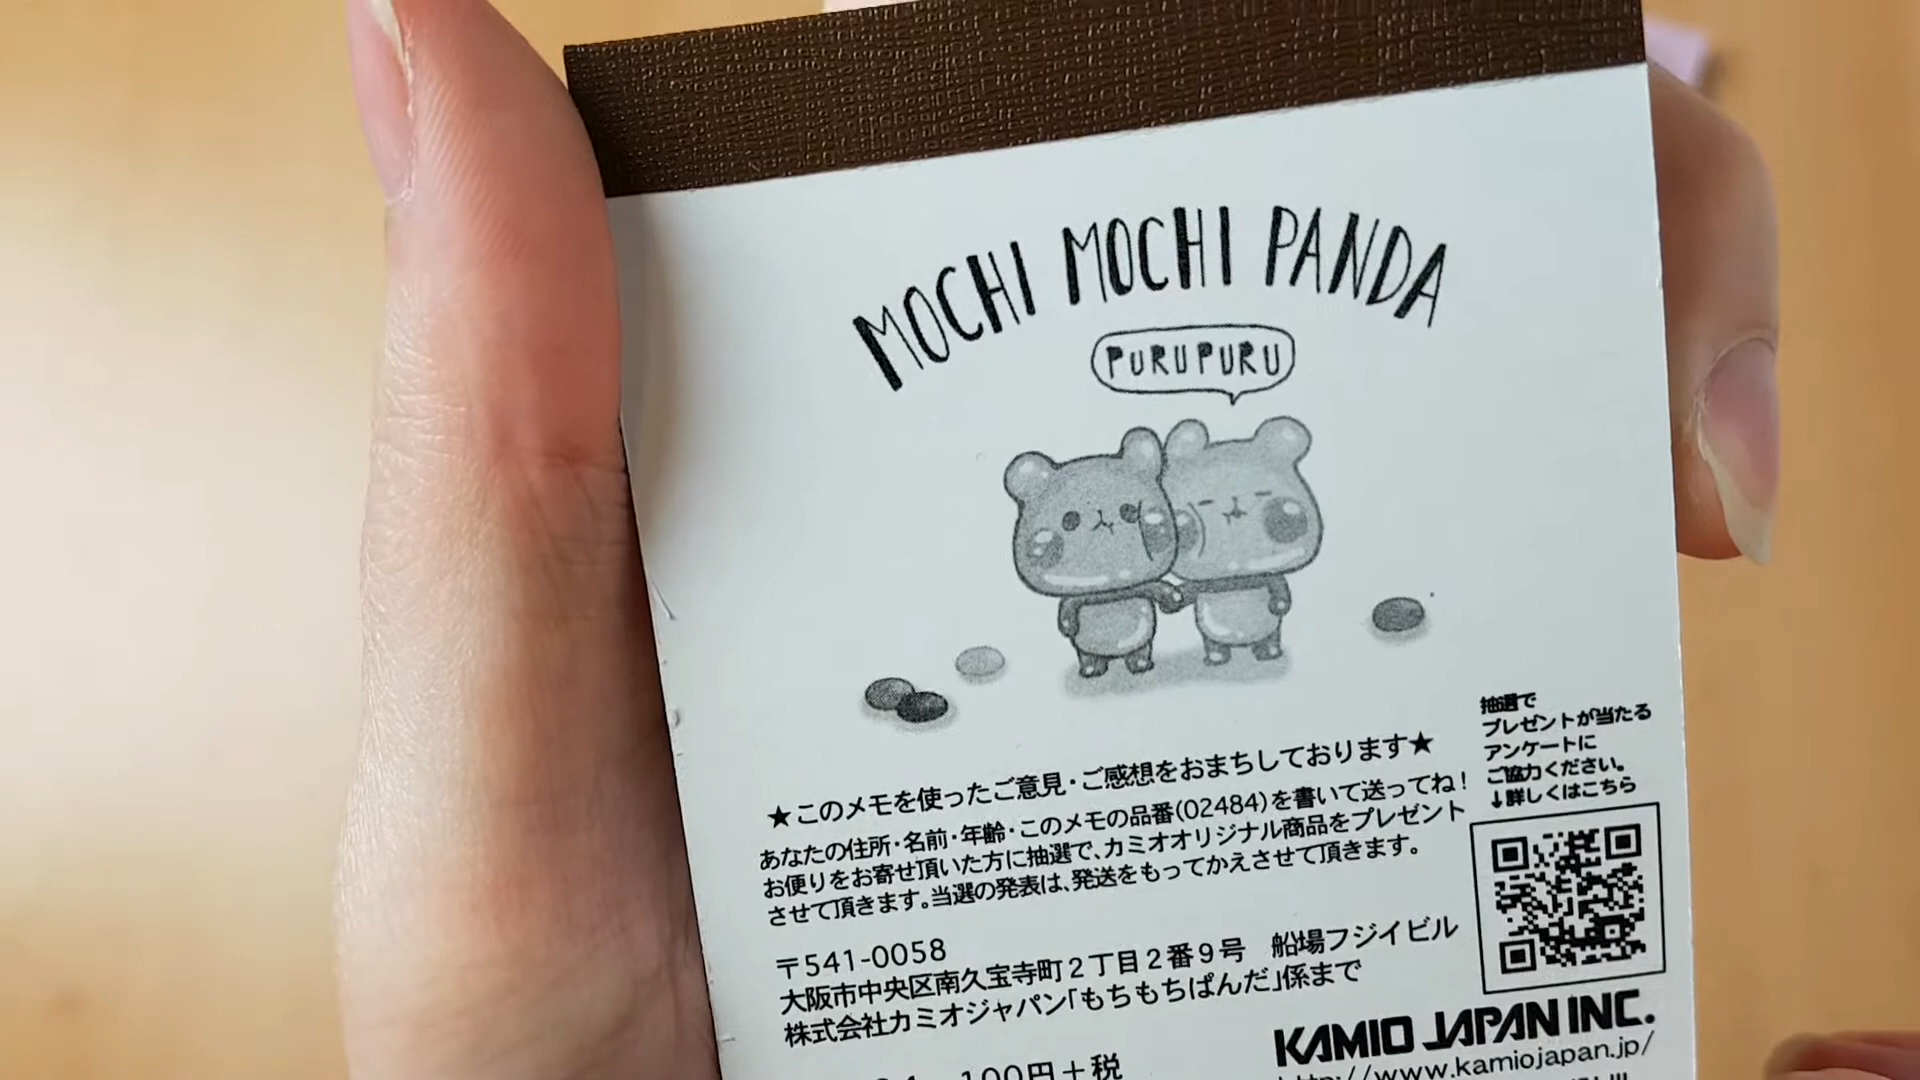 MOCHI MOCHI PANDA
PURUPURU
★このメモを使ったご意見・ご感想をおまちしております★
あなたの住所・名前・年齢・このメモの品番(02484)を書いて送ってね!
お便りをお寄せ頂いた方に抽選で、カミオオリジナル商品をプレゼント
させて頂きます。当選の発表は、発送をもってかえさせて頂きます。
抽選で
プレゼントが当たる
アンケートに
ご協力ください。
↓詳しくはこちら
〒541-0058
大阪市中央区南久宝寺町2丁目2番9号 船場フジイビル
株式会社カミオジャパン「もちもちぱんだ」係まで
KAMIO JAPAN INC.
http://www.kamiojapan.jp/
100円+税